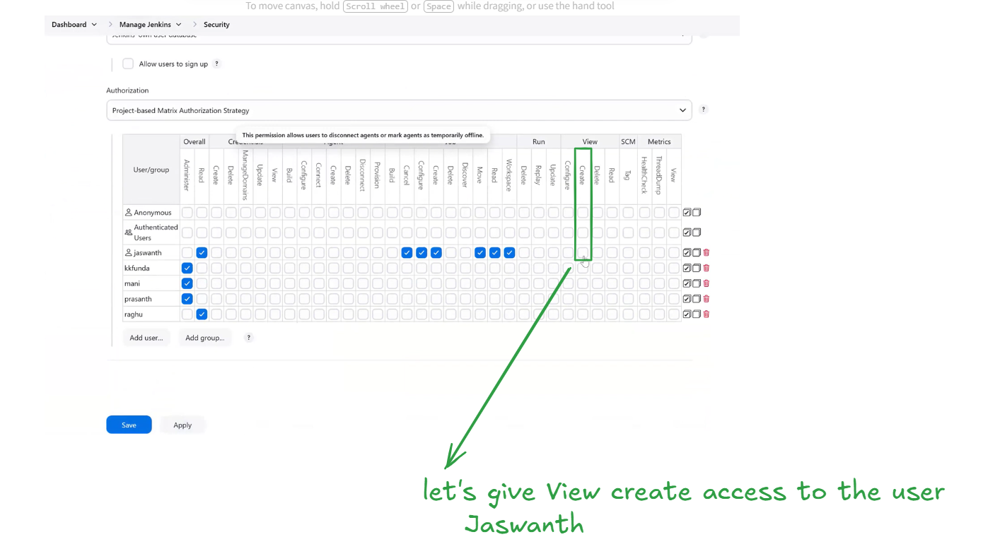 To move canvas, hold Scroll wheel or Space while dragging, or use the hand tool
Dashboard > Manage Jenkins > Security
Jenkins' own user database
Allow users to sign up ?
Authorization
Project-based Matrix Authorization Strategy ?
This permission allows users to disconnect agents or mark agents as temporarily offline.
User/group Overall Credentials Agent Job Run View SCM Metrics
Administer Read Create Delete ManageDomains Update View Build Configure Connect Create Delete Disconnect Provision Build Cancel Configure Create Delete Discover Move Read Workspace Delete Replay Update Configure Create Delete Read Tag HealthCheck ThreadDump View
Anonymous
Authenticated
Users
jaswanth
kkfunda
mani
prasanth
raghu
Add user... Add group... ?
Save Apply
let's give View create access to the user
Jaswanth